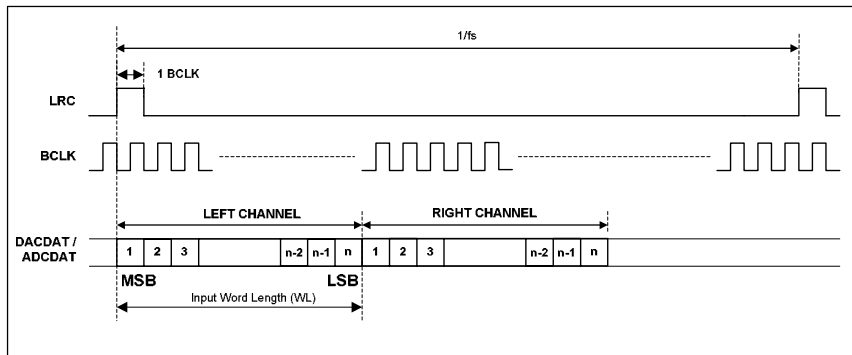 1/fs
1 BCLK
LRC
BCLK
LEFT CHANNEL
RIGHT CHANNEL
DACDAT /
ADCDAT
1 2 3 n-2 n-1 n 1 2 3 n-2 n-1 n
MSB LSB
Input Word Length (WL)